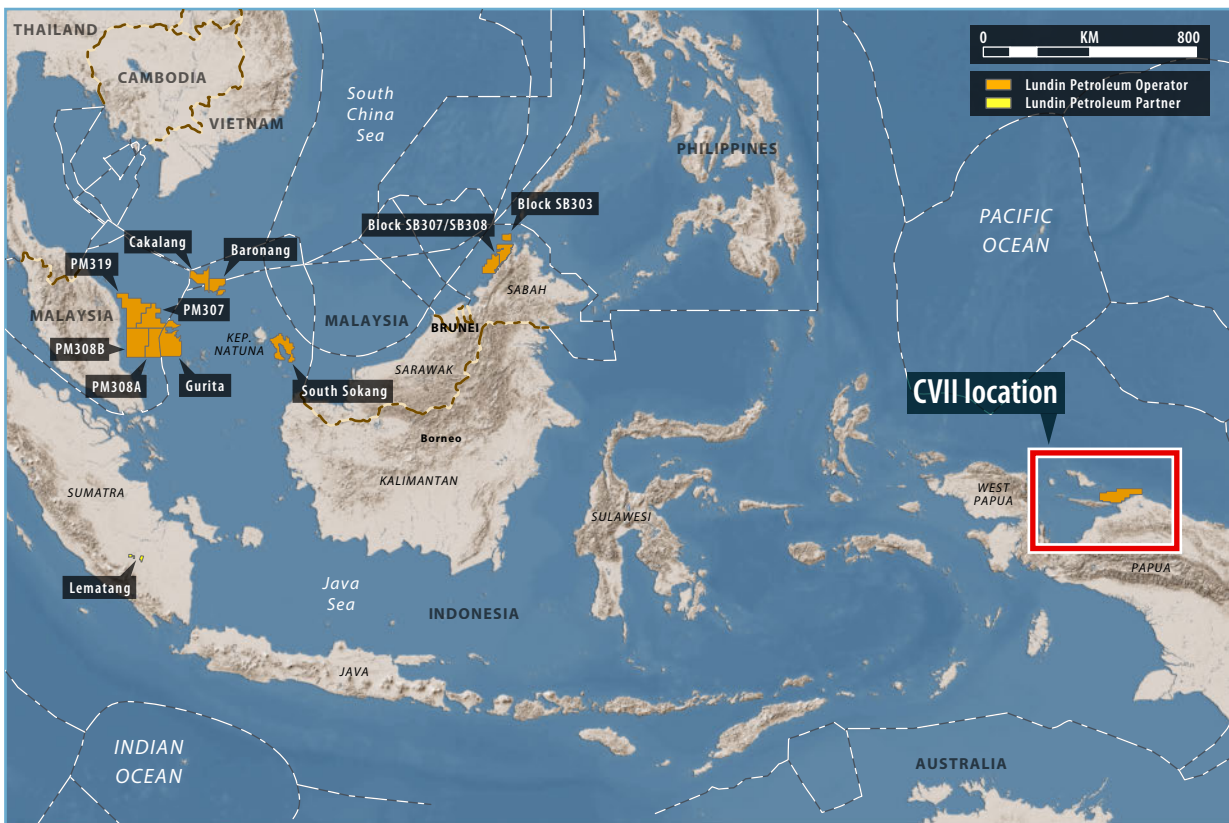 THAILAND
CAMBODIA
VIETNAM
South
China
Sea
PHILIPPINES
0 KM 800
Lundin Petroleum Operator
Lundin Petroleum Partner
PACIFIC
OCEAN
Block SB303
Block SB307/SB308
Cakalang
Baronang
PM319
PM307
MALAYSIA
PM308B
PM308A
Gurita
KEP.
NATUNA
South Sokang
MALAYSIA
BRUNEI
SABAH
SARAWAK
Borneo
KALIMANTAN
CVII location
WEST
PAPUA
PAPUA
SUMATRA
SULAWESI
Lematang
Java
Sea
INDONESIA
JAVA
INDIAN
OCEAN
AUSTRALIA